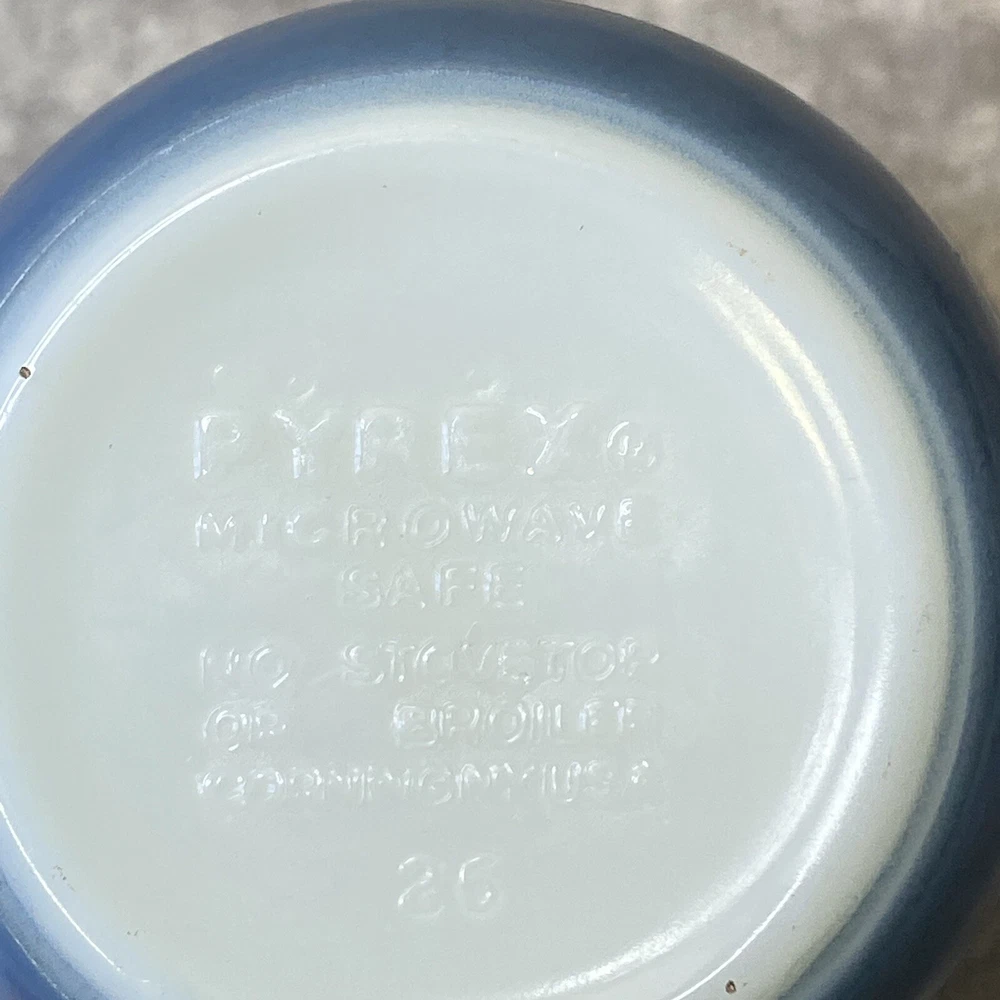 PYREX ®
MICROWAVE
SAFE
NO STOVETOP
OR BROILER
CORNING NY USA
26